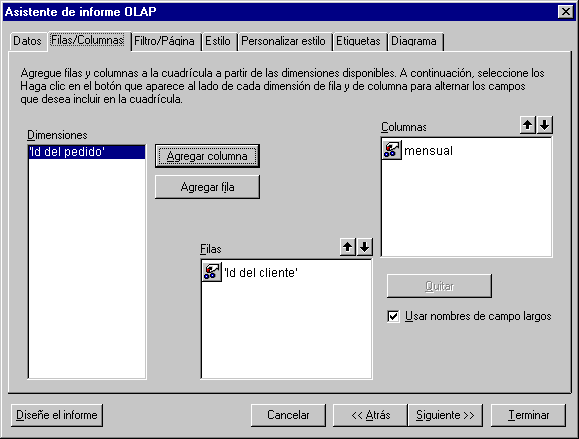 Asistente de informe OLAP
Datos
Filas/Columnas
Filtro/Página
Estilo
Personalizar estilo
Etiquetas
Diagrama
Agregue filas y columnas a la cuadrícula a partir de las dimensiones disponibles. A continuación, seleccione los
Haga clic en el botón que aparece al lado de cada dimensión de fila y de columna para alternar los campos
que desea incluir en la cuadrícula.
Dimensiones
'Id del pedido'
Agregar columna
Agregar fila
Columnas
mensual
Filas
'Id del cliente'
Quitar
Usar nombres de campo largos
Diseñe el informe
Cancelar
<< Atrás
Siguiente >>
Terminar